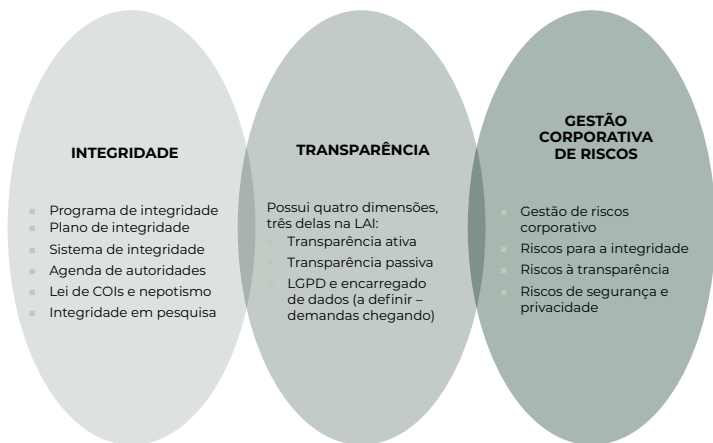 INTEGRIDADE
Programa de integridade
Plano de integridade
Sistema de integridade
Agenda de autoridades
Lei de COIs e nepotismo
Integridade em pesquisa
TRANSPARÊNCIA
Possui quatro dimensões,
três delas na LAI:
Transparência ativa
Transparência passiva
LGPD e encarregado
de dados (a definir –
demandas chegando)
GESTÃO
CORPORATIVA
DE RISCOS
Gestão de riscos
corporativo
Riscos para a integridade
Riscos à transparência
Riscos de segurança e
privacidade